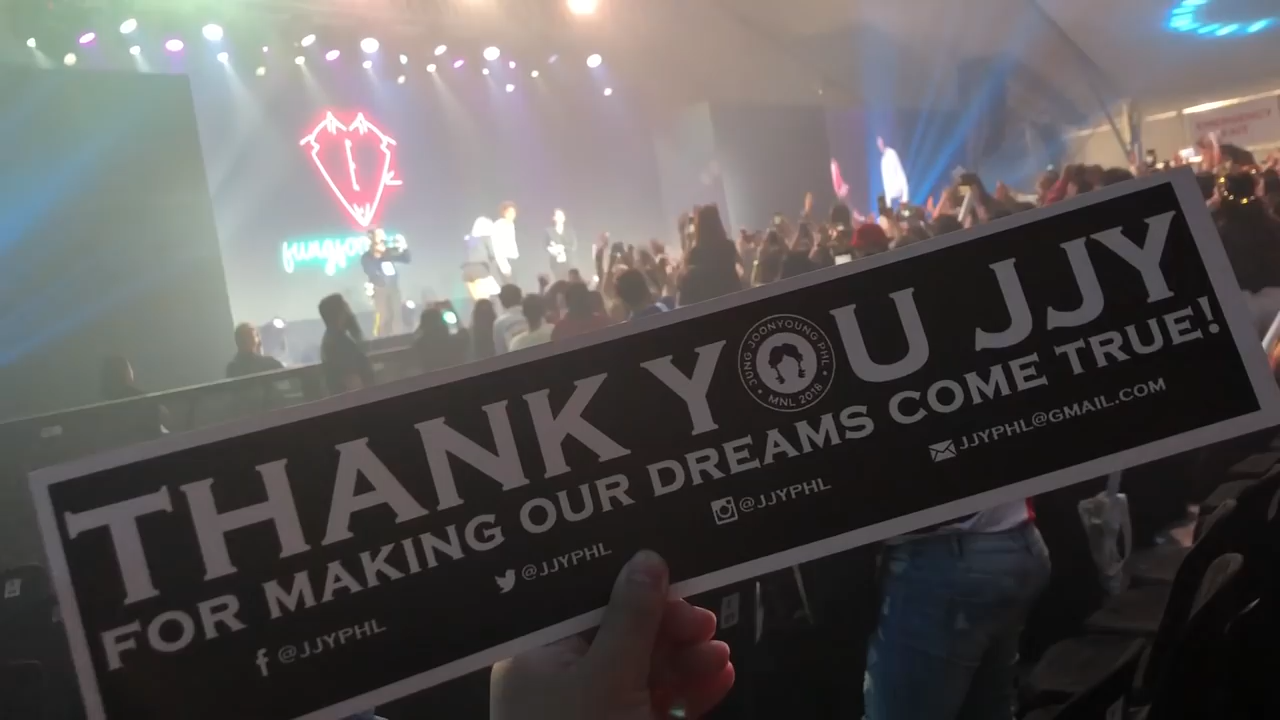 THANK YOU JJY
JUNG JOONYOUNG PHL
MNL 2018
FOR MAKING OUR DREAMS COME TRUE!
@JJYPHL
@JJYPHL
@JJYPHL
JJYPHL@GMAIL.COM
EMERGENCY